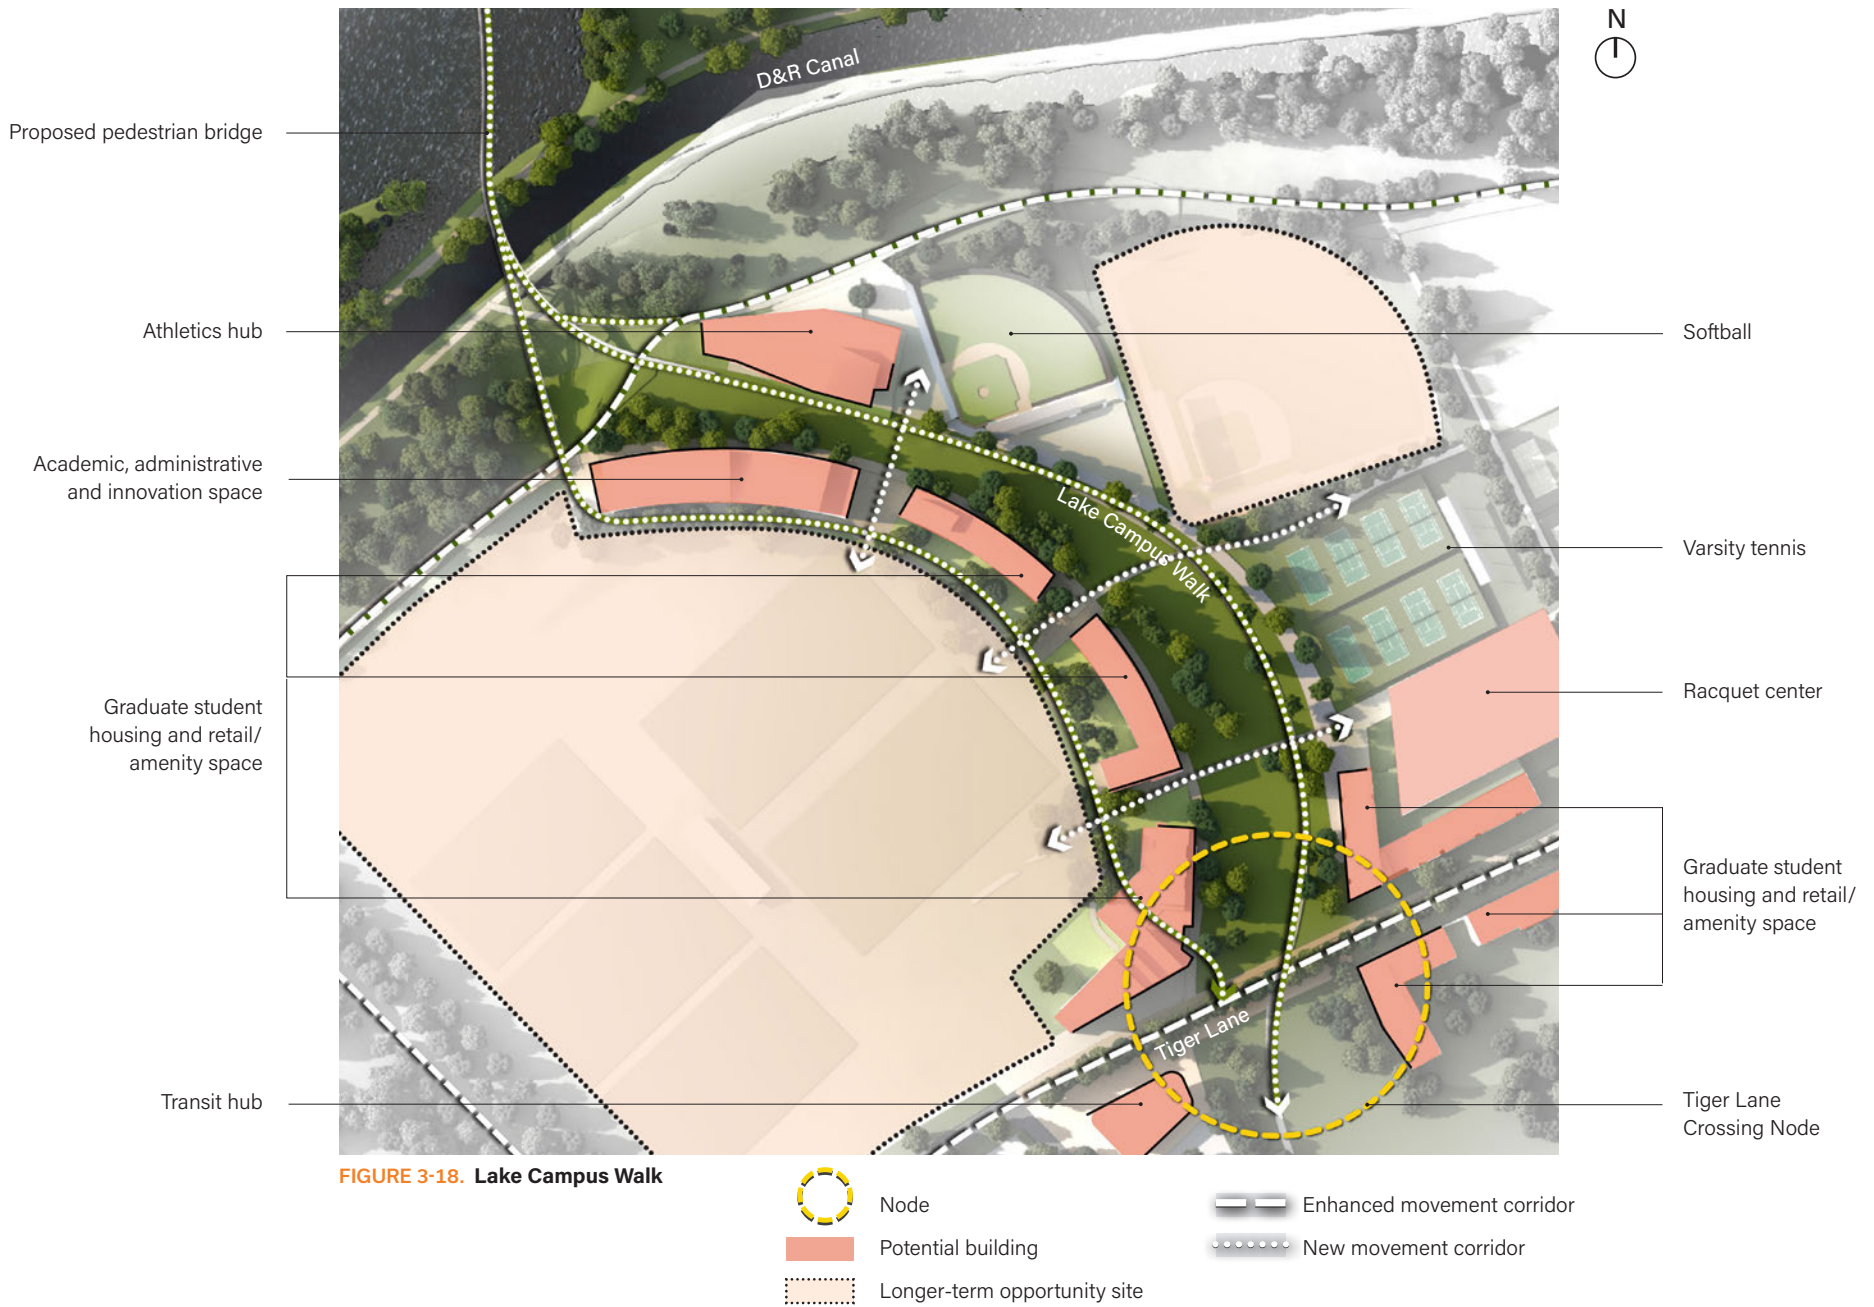 N
D&R Canal
Proposed pedestrian bridge
Athletics hub
Softball
Academic, administrative
and innovation space
Lake Campus Walk
Varsity tennis
Graduate student
housing and retail/
amenity space
Racquet center
Graduate student
housing and retail/
amenity space
Tiger Lane
Transit hub
Tiger Lane
Crossing Node
FIGURE 3-18. Lake Campus Walk
Node
Enhanced movement corridor
Potential building
New movement corridor
Longer-term opportunity site